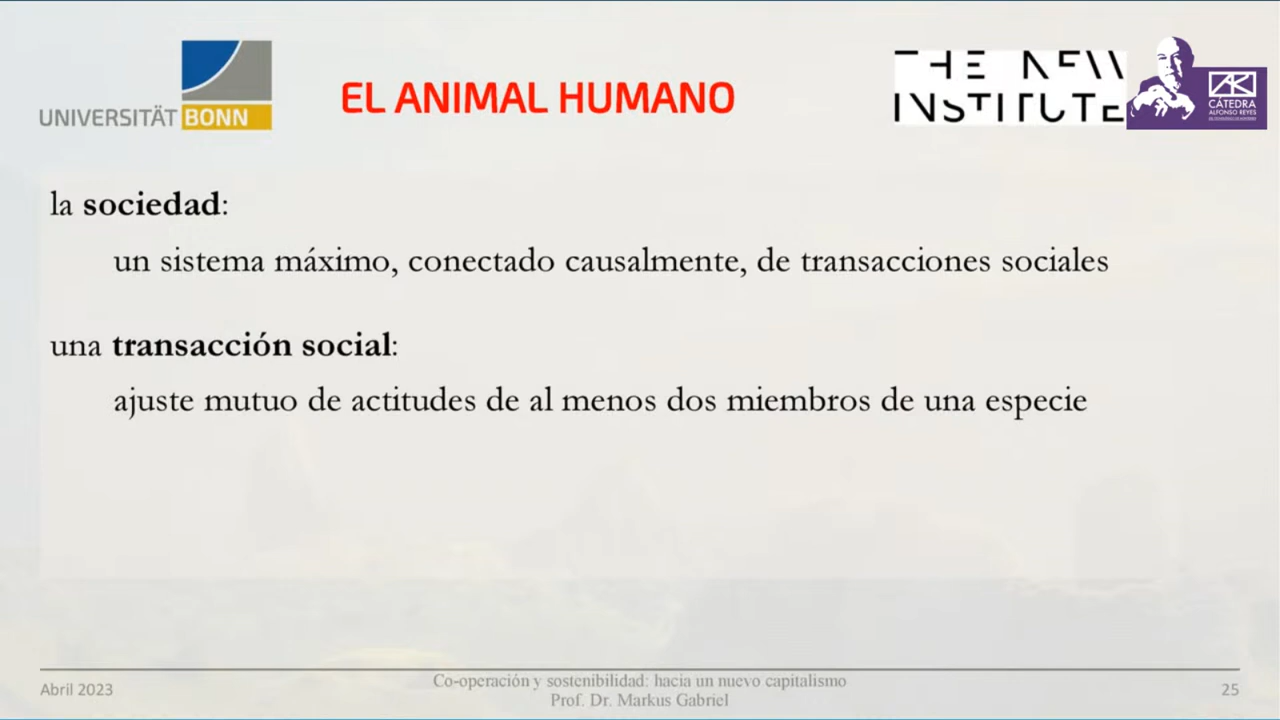 UNIVERSITÄT BONN
EL ANIMAL HUMANO
THE NEW
INSTITUTE
CÁTEDRA
ALFONSO REYES
la sociedad:
un sistema máximo, conectado causalmente, de transacciones sociales
una transacción social:
ajuste mutuo de actitudes de al menos dos miembros de una especie
Abril 2023
Co-operación y sostenibilidad: hacia un nuevo capitalismo
Prof. Dr. Markus Gabriel
25